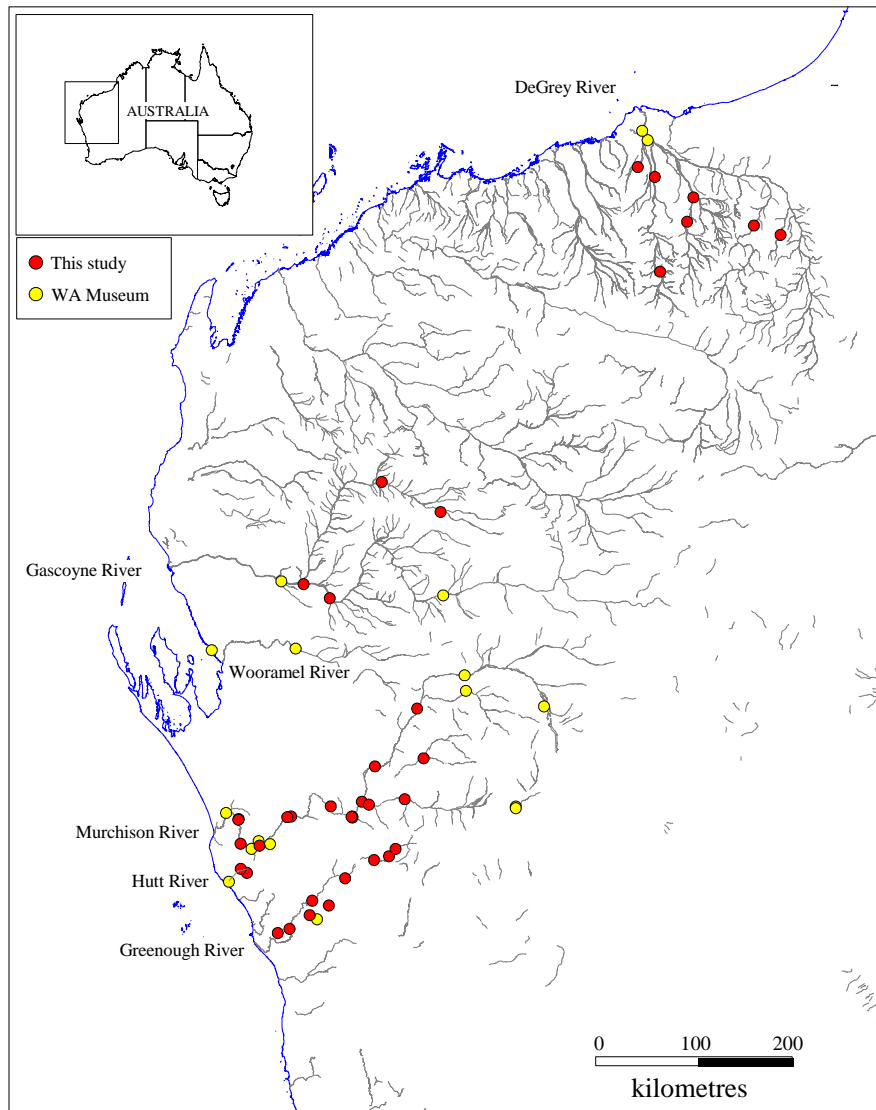 DeGrey River
AUSTRALIA
This study
WA Museum
Gascoyne River
Wooramel River
Murchison River
Hutt River
Greenough River
0 100 200
kilometres